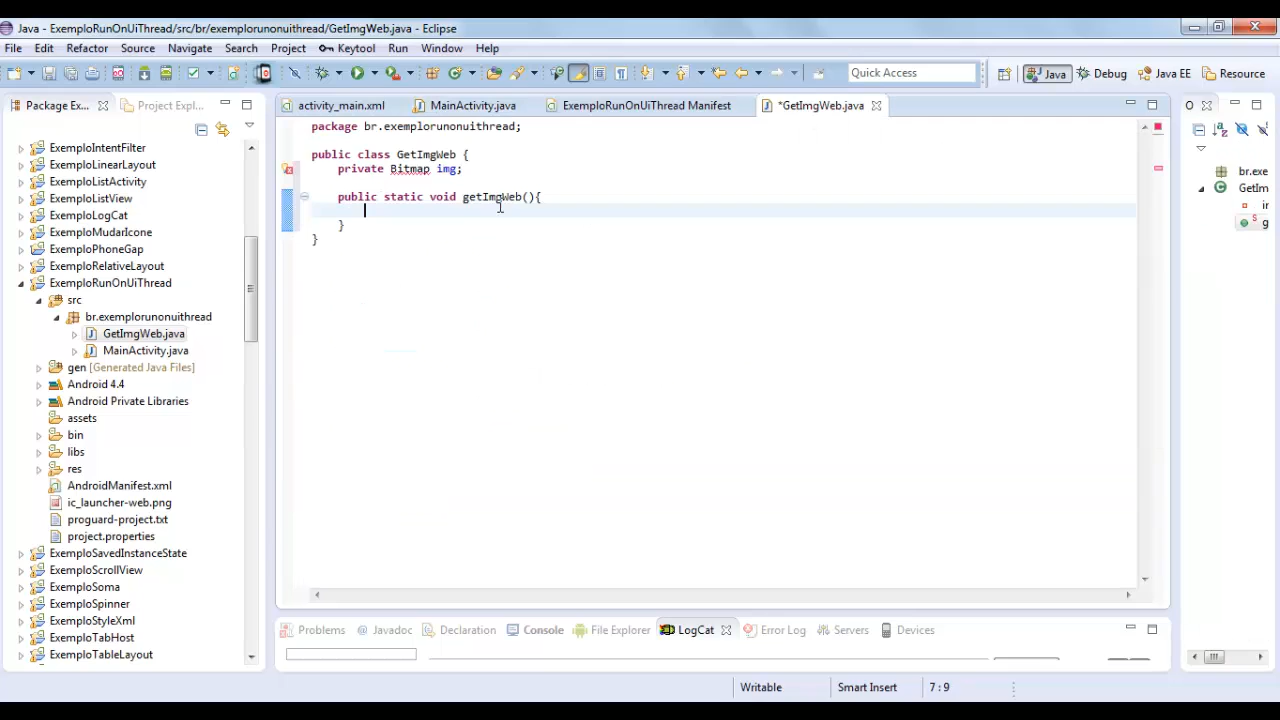 Java - ExemploRunOnUiThread/src/br/exemplorunonuithread/GetImgWeb.java - Eclipse
File Edit Refactor Source Navigate Search Project Keytool Run Window Help
Quick Access Java Debug Java EE Resource
Package Ex... Project Expl... activity_main.xml MainActivity.java ExemploRunOnUiThread Manifest *GetImgWeb.java O
package br.exemplorunonuithread;
public class GetImgWeb {
private Bitmap img;
public static void getImgWeb(){
}
}
ExemploIntentFilter
ExemploLinearLayout
ExemploListActivity
ExemploListView
ExemploLogCat
ExemploMudarIcone
ExemploPhoneGap
ExemploRelativeLayout
ExemploRunOnUiThread
src
br.exemplorunonuithread
GetImgWeb.java
MainActivity.java
gen [Generated Java Files]
Android 4.4
Android Private Libraries
assets
bin
libs
res
AndroidManifest.xml
ic_launcher-web.png
proguard-project.txt
project.properties
ExemploSavedInstanceState
ExemploScrollView
ExemploSoma
ExemploSpinner
ExemploStyleXml
ExemploTabHost
ExemploTableLayout
br.exe
GetIm
ir
S g
Problems @ Javadoc Declaration Console File Explorer LogCat Error Log Servers Devices
Writable Smart Insert 7 : 9